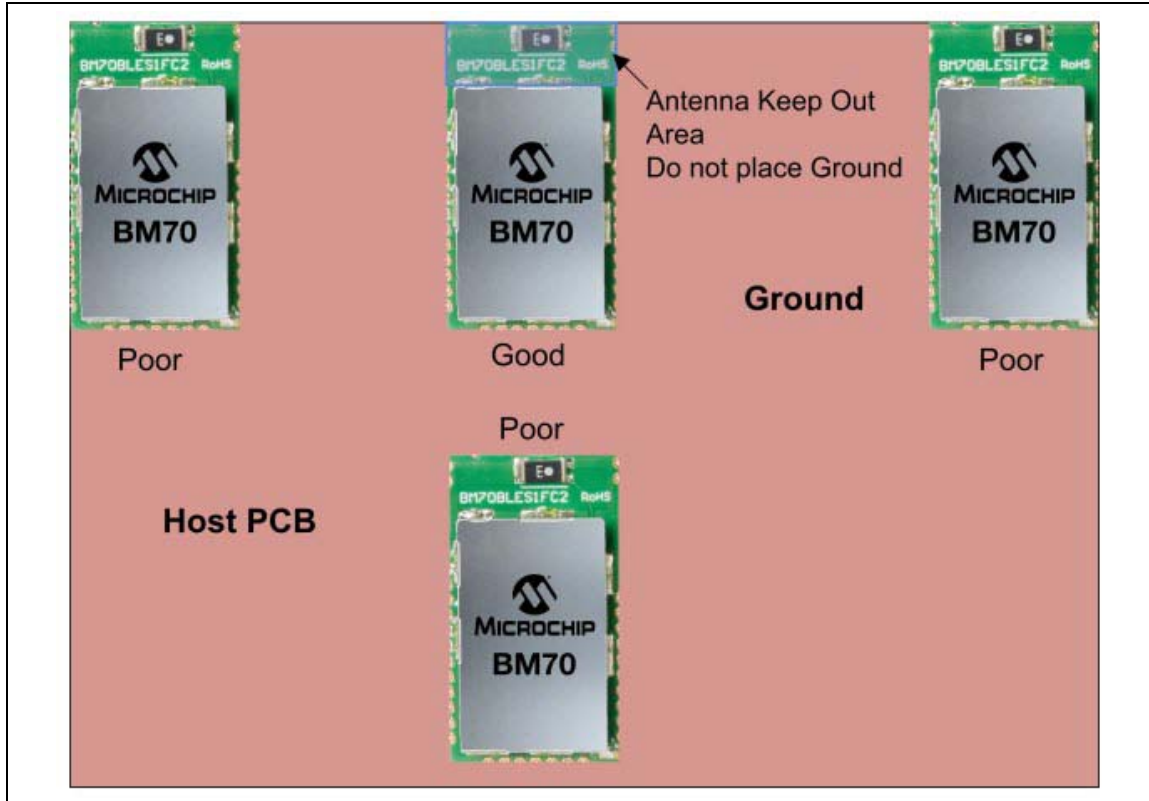 E
BM70BLES1FC2 RoHS
MICROCHIP
BM70
Poor
E
BM70BLES1FC2 RoHS
MICROCHIP
BM70
Good
Antenna Keep Out
Area
Do not place Ground
E
BM70BLES1FC2 RoHS
MICROCHIP
BM70
Poor
Ground
Host PCB
Poor
E
BM70BLES1FC2 RoHS
MICROCHIP
BM70